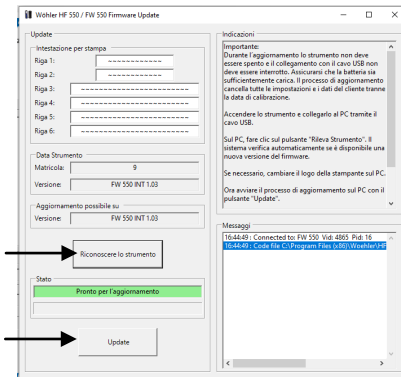 Wöhler HF 550 / FW 550 Firmware Update
Update
Intestazione per stampa
Riga 1: ~~~~~~~~~~~~
Riga 2: ~~~~~~~~~~~~
Riga 3: ~~~~~~~~~~~~~~~~~~~~~~~~
Riga 4: ~~~~~~~~~~~~~~~~~~~~~~~~
Riga 5: ~~~~~~~~~~~~~~~~~~~~~~~~
Riga 6: ~~~~~~~~~~~~~~~~~~~~~~~~
Data Strumento
Matricola: 9
Versione: FW 550 INT 1.03
Aggiornamento possibile su
Versione: FW 550 INT 1.03
Riconoscere lo strumento
Stato
Pronto per l'aggiornamento
Update
Indicazioni
Importante:
Durante l'aggiornamento lo strumento non deve
essere spento e il collegamento con il cavo USB non
deve essere interrotto. Assicurarsi che la batteria sia
sufficientemente carica. Il processo di aggiornamento
cancella tutte le impostazioni e i dati del cliente tranne
la data di calibrazione.
Accendere lo strumento e collegarlo al PC tramite il
cavo USB.
Sul PC, fare clic sul pulsante "Rileva Strumento". Il
sistema verifica automaticamente se è disponibile una
nuova versione del firmware.
Se necessario, cambiare il logo della stampante sul PC.
Ora avviare il processo di aggiornamento sul PC con il
pulsante "Update".
Messaggi
16:44:49 : Connected to: FW 550 Vid: 4865 Pid: 16
16:44:49 : Code file C:\Program Files (x86)\Woehler\HF